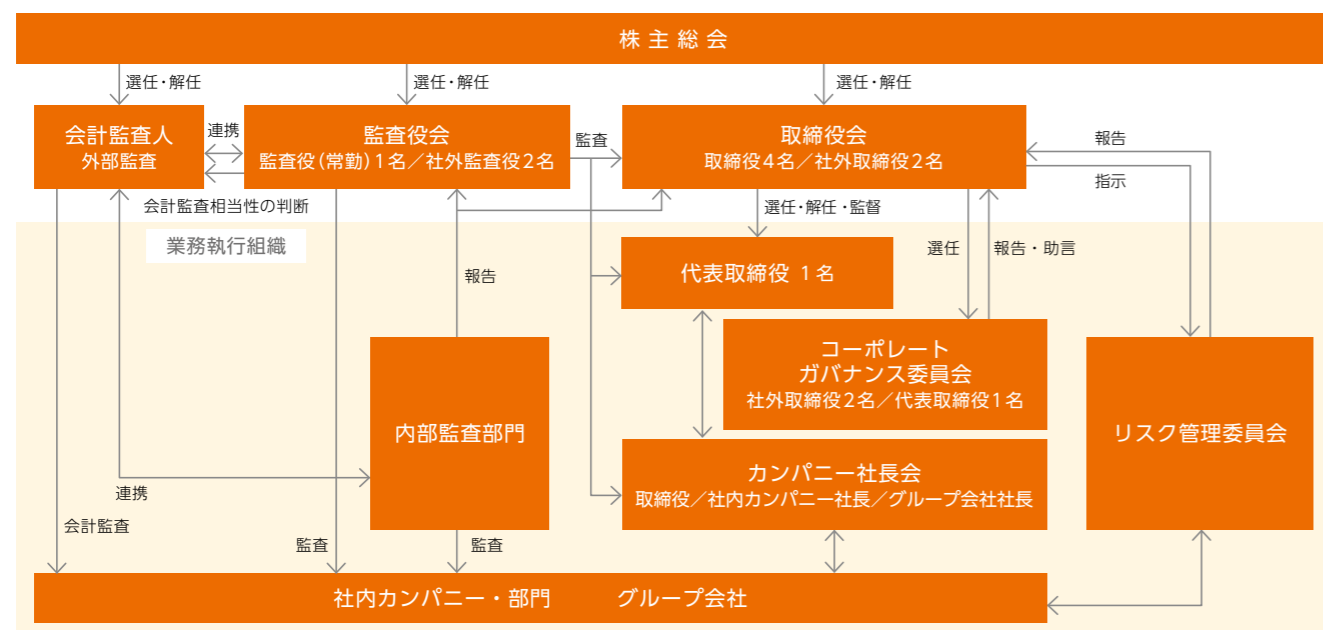 株主総会
選任・解任
選任・解任
選任・解任
会計監査人
外部監査
連携
監査役会
監査役(常勤)1名／社外監査役2名
監査
取締役会
取締役4名／社外取締役2名
報告
指示
会計監査相当性の判断
選任・解任・監督
業務執行組織
報告
代表取締役 1名
選任
報告・助言
コーポレート
ガバナンス委員会
社外取締役2名／代表取締役1名
内部監査部門
リスク管理委員会
カンパニー社長会
取締役／社内カンパニー社長／グループ会社社長
連携
会計監査
監査
監査
社内カンパニー・部門　グループ会社